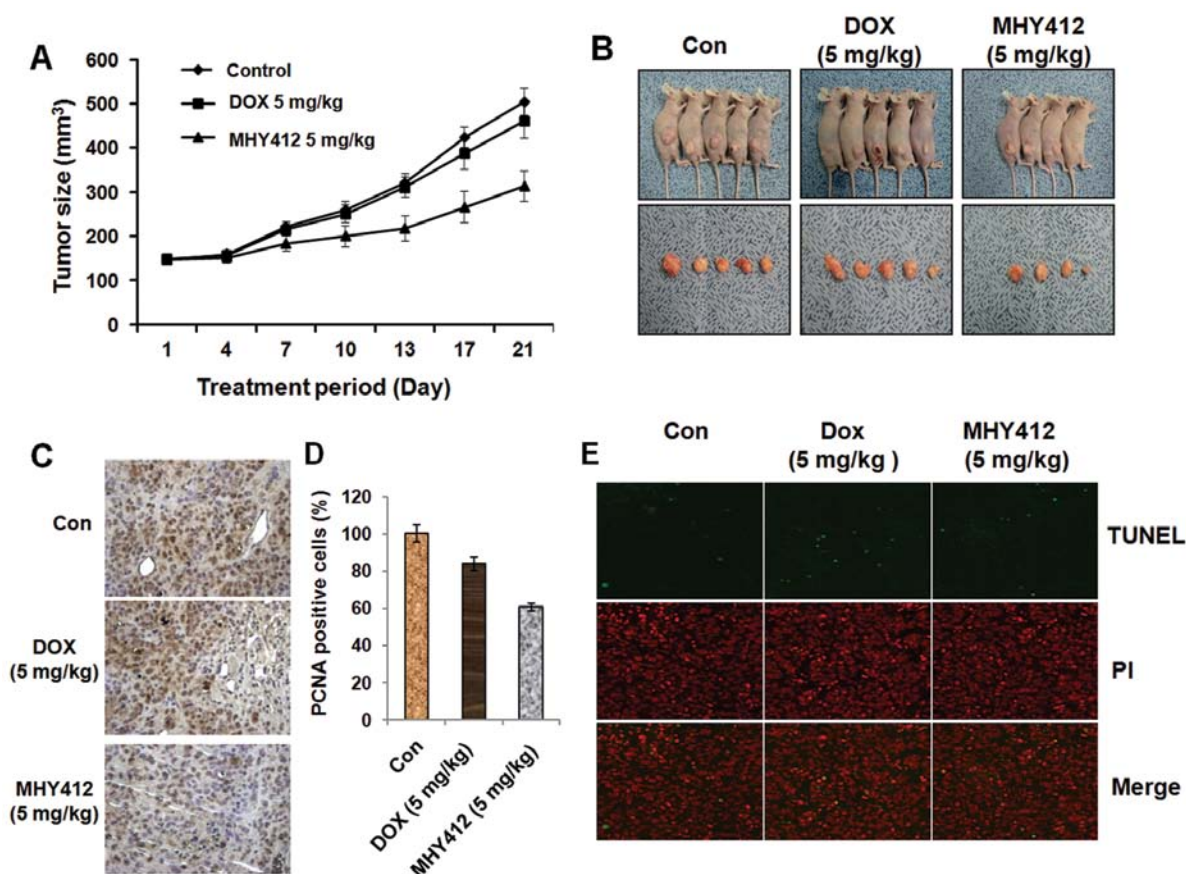 A
Tumor size (mm³)
600
500
400
300
200
100
0
Control
DOX 5 mg/kg
MHY412 5 mg/kg
1 4 7 10 13 17 21
Treatment period (Day)
B
Con
DOX
(5 mg/kg)
MHY412
(5 mg/kg)
C
Con
DOX
(5 mg/kg)
MHY412
(5 mg/kg)
D
PCNA positive cells (%)
120
100
80
60
40
20
0
Con
DOX (5 mg/kg)
MHY412 (5 mg/kg)
E
Con
Dox
(5 mg/kg )
MHY412
(5 mg/kg)
TUNEL
PI
Merge